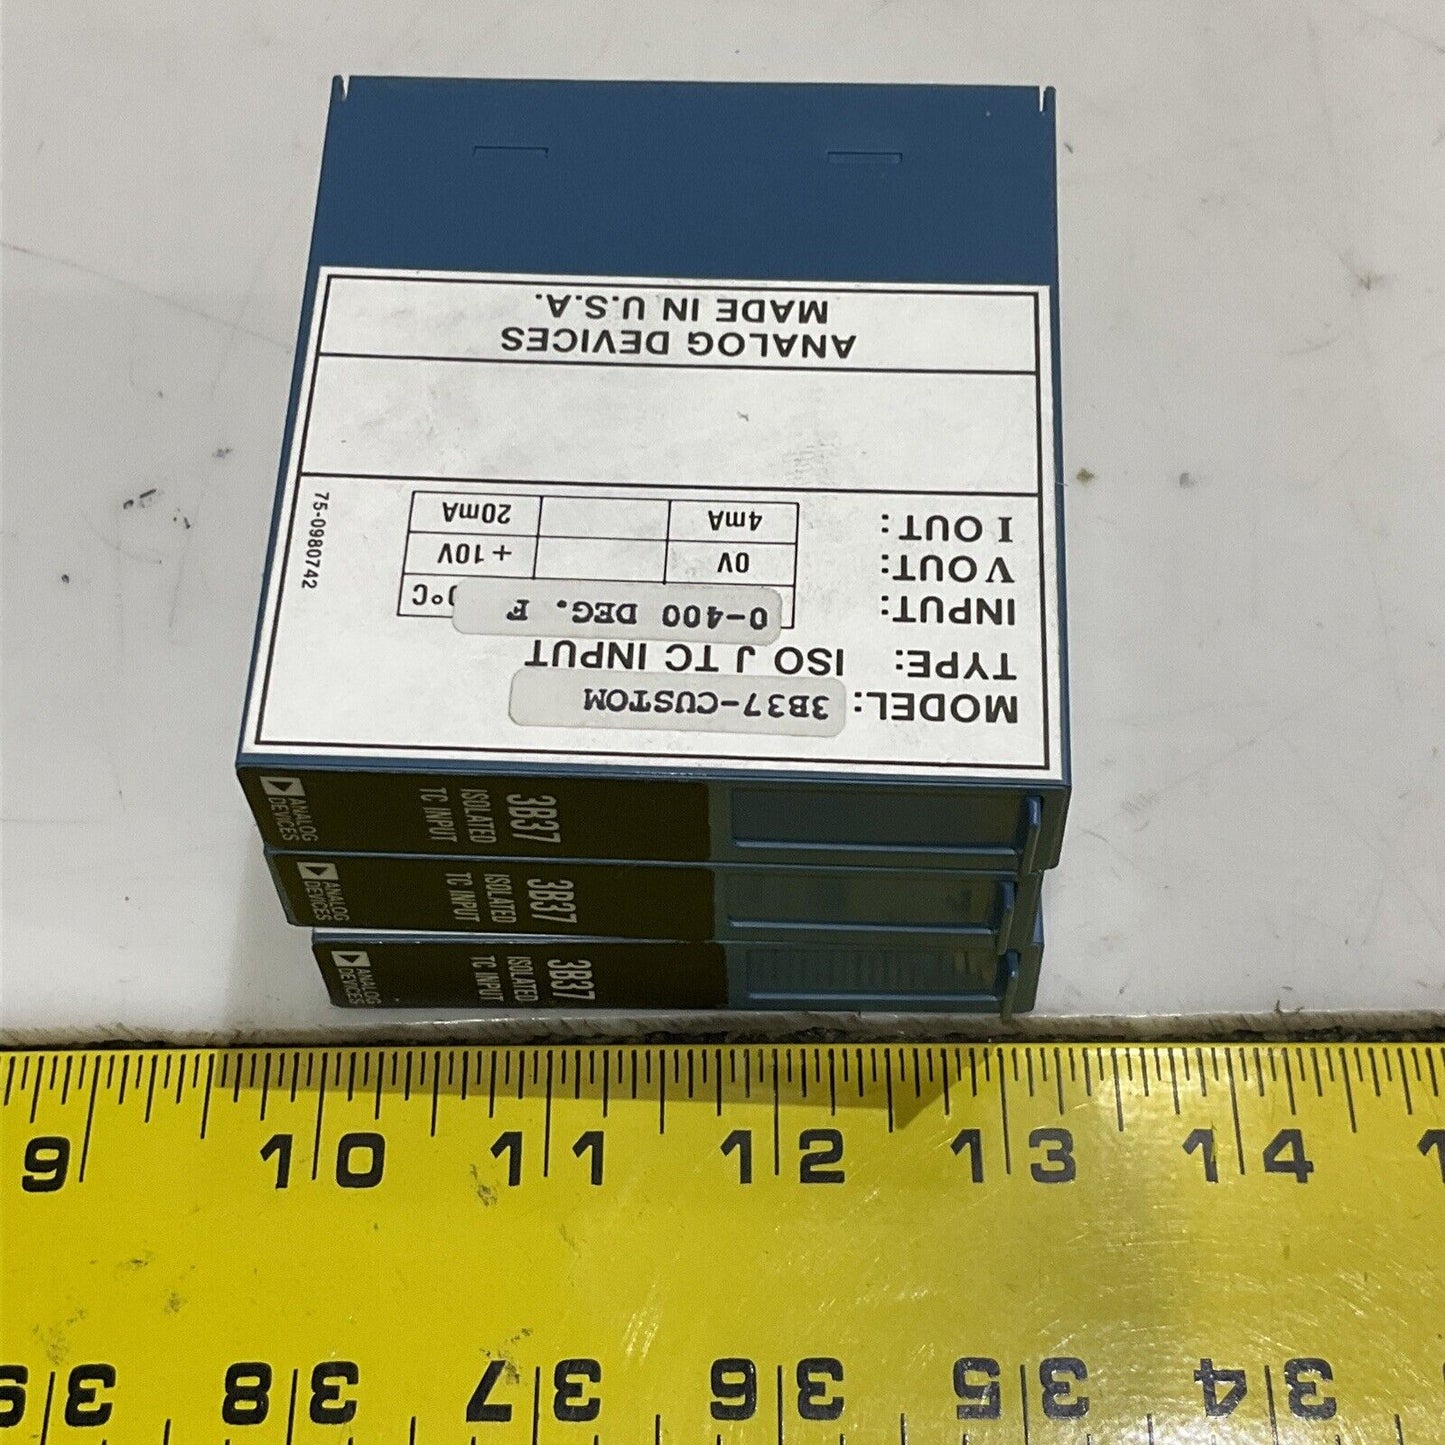 MODEL: 3B37-CUSTOM
TYPE: ISO J TC INPUT
INPUT: 0-400 DEG. F °C
V OUT: 0V +10V
I OUT: 4mA 20mA
75-0980742
ANALOG DEVICES
MADE IN U.S.A.
3B37
ISOLATED
TC INPUT
ANALOG
DEVICES
3B37
ISOLATED
TC INPUT
ANALOG
DEVICES
3B37
ISOLATED
TC INPUT
ANALOG
DEVICES
9 10 11 12 13 14 1
34 35 36 37 38 39